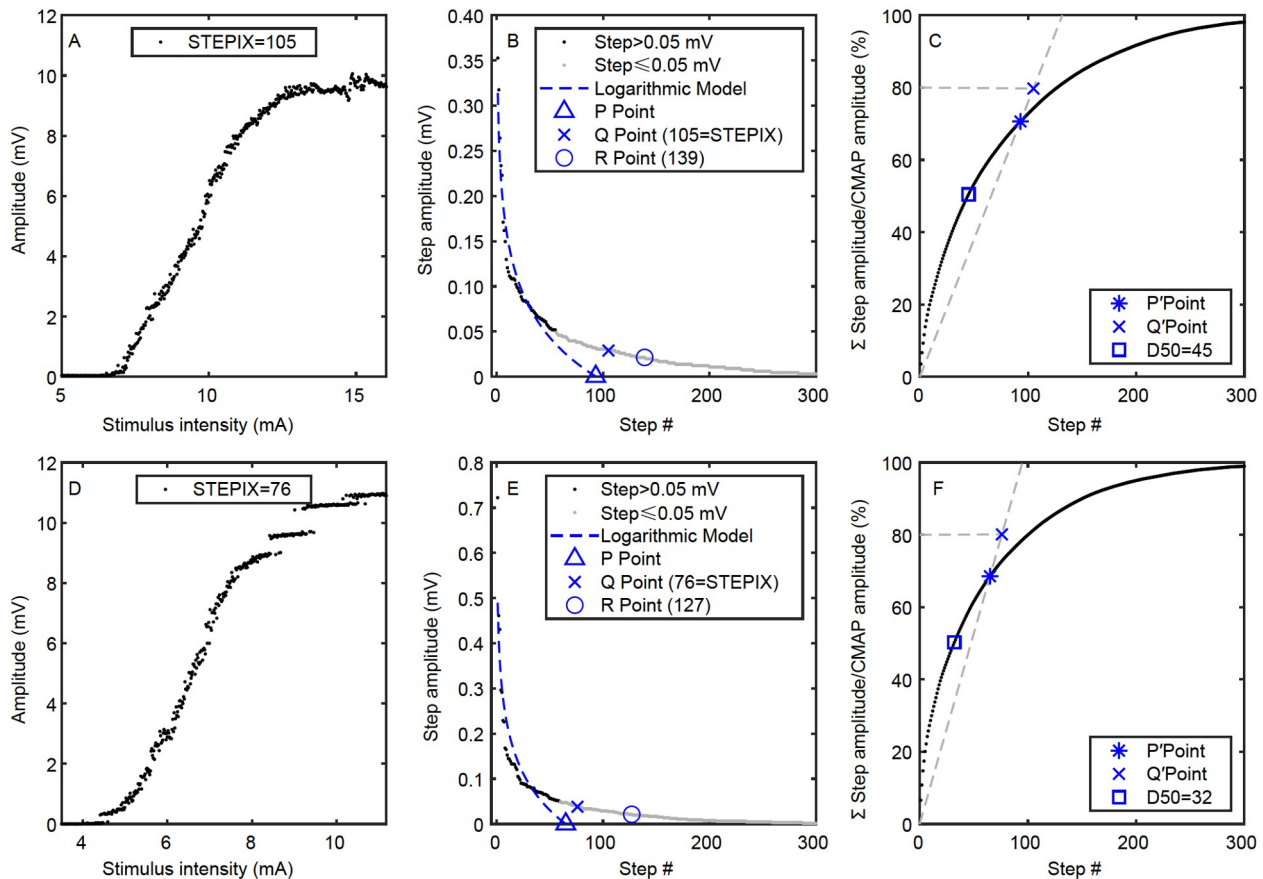 A
STEPIX=105
12
10
8
6
4
2
0
Amplitude (mV)
5
10
15
Stimulus intensity (mA)
B
Step>0.05 mV
Step≤0.05 mV
Logarithmic Model
P Point
Q Point (105=STEPIX)
R Point (139)
0.40
0.35
0.30
0.25
0.20
0.15
0.10
0.05
0
Step amplitude (mV)
0
100
200
300
Step #
C
100
80
60
40
20
0
Σ Step amplitude/CMAP amplitude (%)
P'Point
Q'Point
D50=45
0
100
200
300
Step #
D
STEPIX=76
12
10
8
6
4
2
0
Amplitude (mV)
4
6
8
10
Stimulus intensity (mA)
E
Step>0.05 mV
Step≤0.05 mV
Logarithmic Model
P Point
Q Point (76=STEPIX)
R Point (127)
0.8
0.7
0.6
0.5
0.4
0.3
0.2
0.1
0
Step amplitude (mV)
0
100
200
300
Step #
F
100
80
60
40
20
0
Σ Step amplitude/CMAP amplitude (%)
P'Point
Q'Point
D50=32
0
100
200
300
Step #